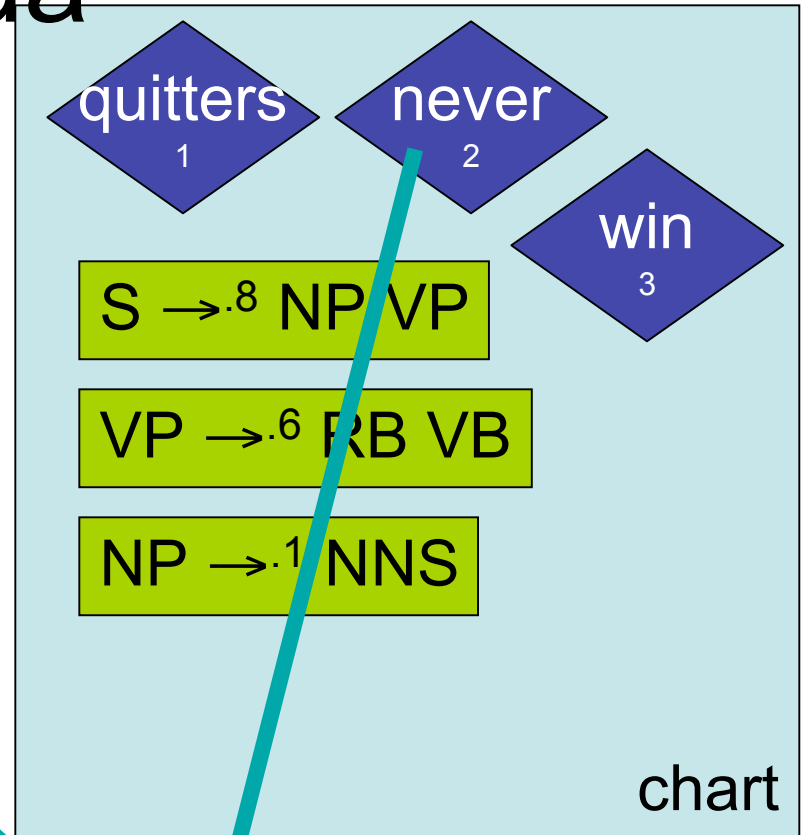 quitters
1
never
2
win
3
S →.8 NP VP
VP →.6 RB VB
NP →.1 NNS
chart